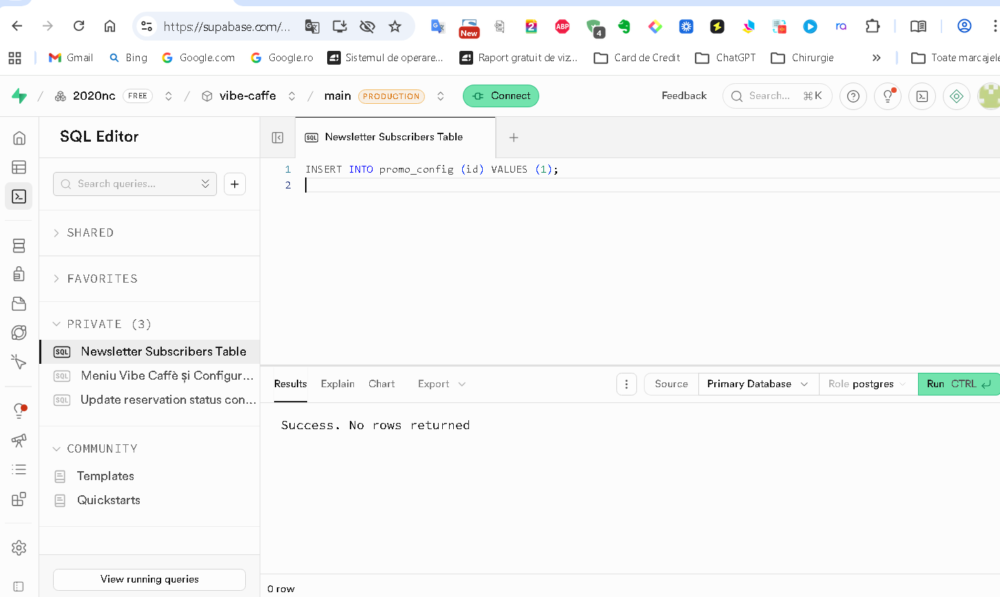 https://supabase.com/...
New
2
ABP
4
ra
Gmail
Bing
Google.com
Google.ro
Sistemul de operare...
Raport gratuit de viz...
Card de Credit
ChatGPT
Chirurgie
Toate marcajele
2020nc
FREE
vibe-caffe
main
PRODUCTION
Connect
Feedback
Search... ⌘K
SQL Editor
SQL Newsletter Subscribers Table
Search queries...
1 INSERT INTO promo_config (id) VALUES (1);
2
SHARED
FAVORITES
PRIVATE (3)
SQL Newsletter Subscribers Table
SQL Meniu Vibe Caffè și Configur...
SQL Update reservation status con...
COMMUNITY
Templates
Quickstarts
View running queries
Results Explain Chart Export
Source Primary Database Role postgres Run CTRL
Success. No rows returned
0 row